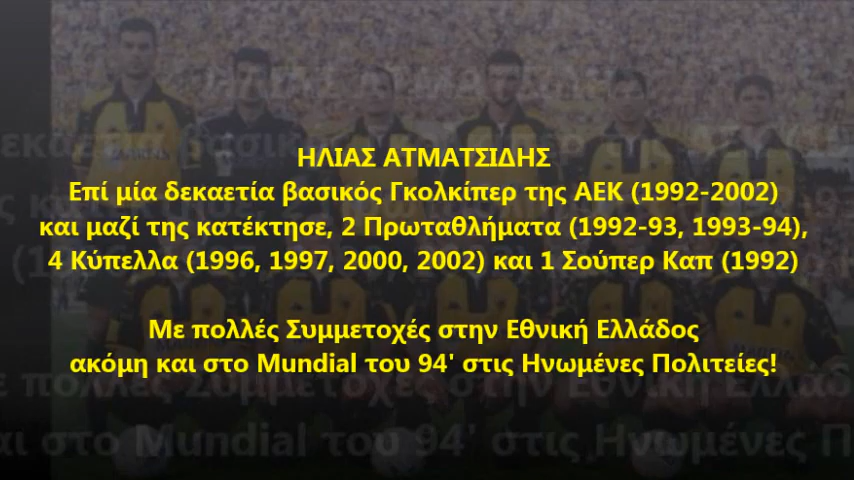 ΗΛΙΑΣ ΑΤΜΑΤΣΙΔΗΣ
Επί μία δεκαετία βασικός Γκολκίπερ της ΑΕΚ (1992-2002)
και μαζί της κατέκτησε, 2 Πρωταθλήματα (1992-93, 1993-94),
4 Κύπελλα (1996, 1997, 2000, 2002) και 1 Σούπερ Καπ (1992)
Με πολλές Συμμετοχές στην Εθνική Ελλάδος
ακόμη και στο Mundial του 94' στις Ηνωμένες Πολιτείες!